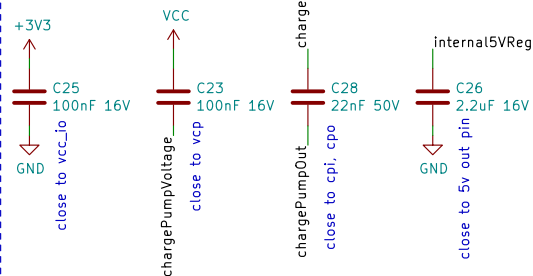 +3V3
C25
100nF 16V
GND
close to vcc_io
VCC
C23
100nF 16V
chargePumpVoltage
close to vcp
charge
C28
22nF 50V
chargePumpOut
close to cpi, cpo
internal5VReg
C26
2.2uF 16V
GND
close to 5v out pin